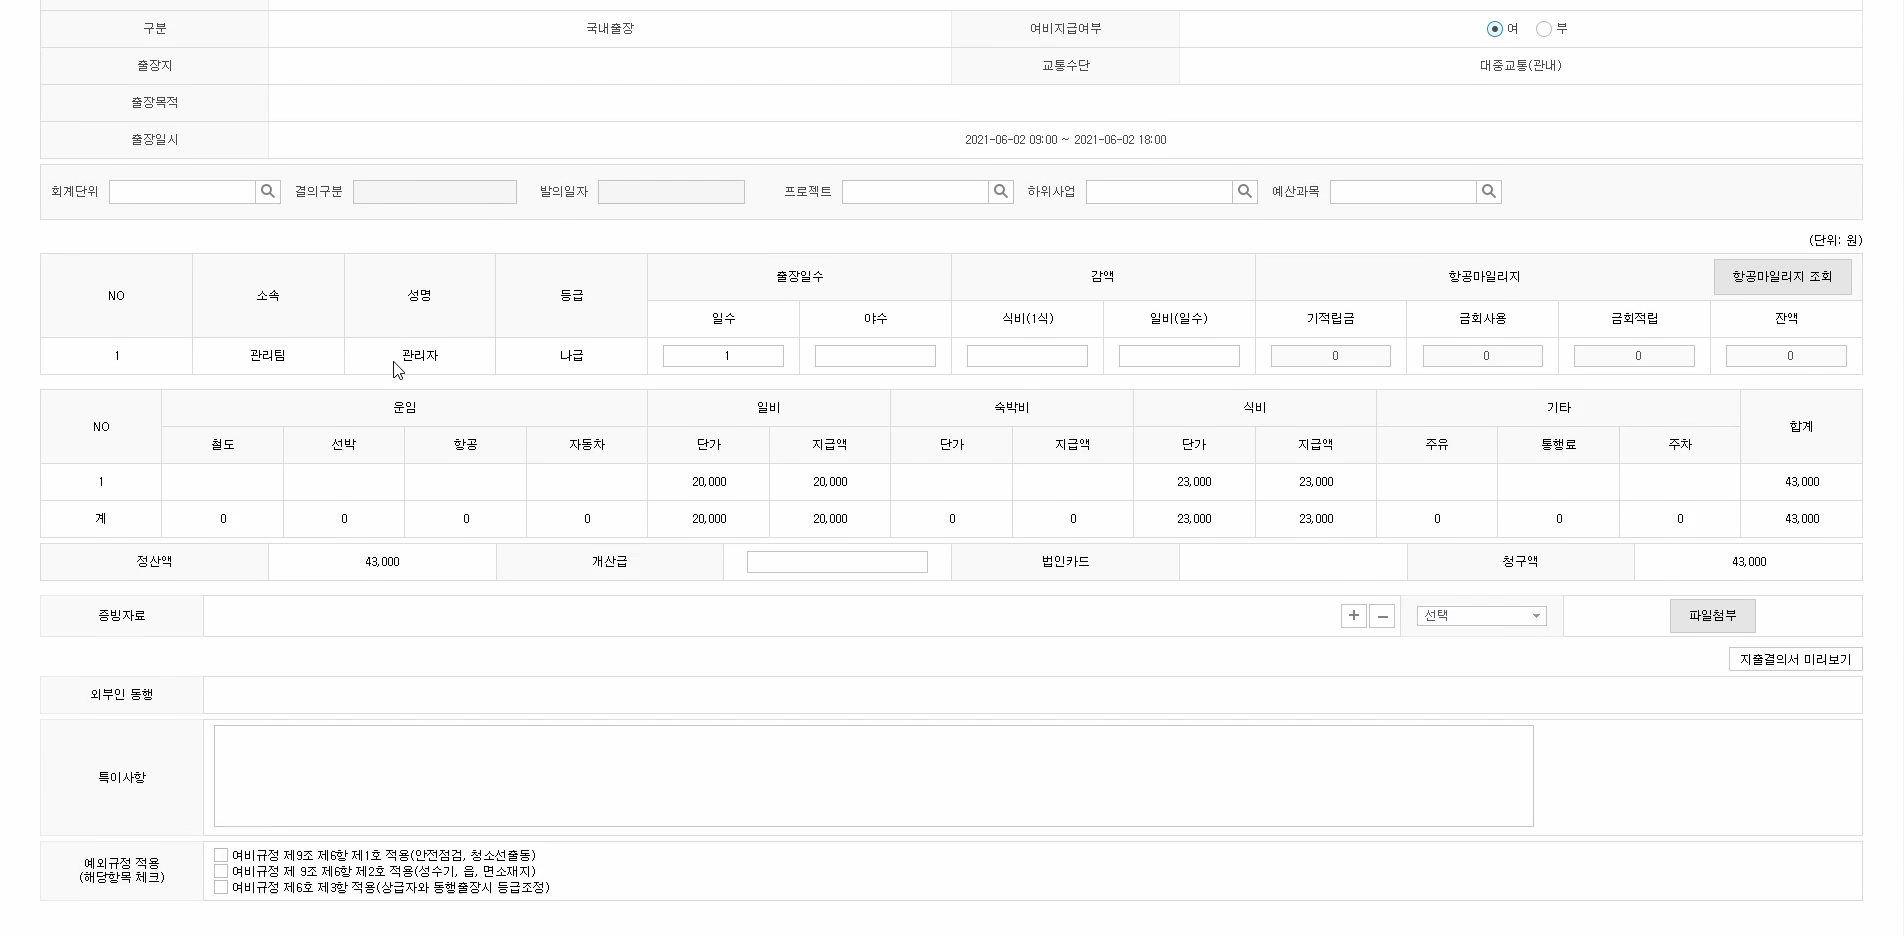 구분 국내출장 여비지급여부 여 부
출장지 교통수단 대중교통(관내)
출장목적
출장일시 2021-06-02 09:00 ~ 2021-06-02 18:00
회계단위 결의구분 발의일자 프로젝트 하위사업 예산과목
(단위: 원)
NO 소속 성명 등급 출장일수 감액 항공마일리지 항공마일리지 조회
일수 야수 식비(1식) 일비(일수) 기적립금 금회사용 금회적립 잔액
1 관리팀 관리자 나급 1 0 0 0 0
NO 운임 일비 숙박비 식비 기타 합계
철도 선박 항공 자동차 단가 지급액 단가 지급액 단가 지급액 주유 통행료 주차
1 20,000 20,000 23,000 23,000 43,000
계 0 0 0 0 20,000 20,000 0 0 23,000 23,000 0 0 0 43,000
정산액 43,000 개산급 법인카드 청구액 43,000
증빙자료 선택 파일첨부
지출결의서 미리보기
외부인 동행
특이사항
예외규정 적용
(해당항목 체크)
여비규정 제9조 제6항 제1호 적용(안전점검, 청소선출동)
여비규정 제 9조 제6항 제2호 적용(성수기, 읍, 면소재지)
여비규정 제6호 제3항 적용(상급자와 동행출장시 등급조정)